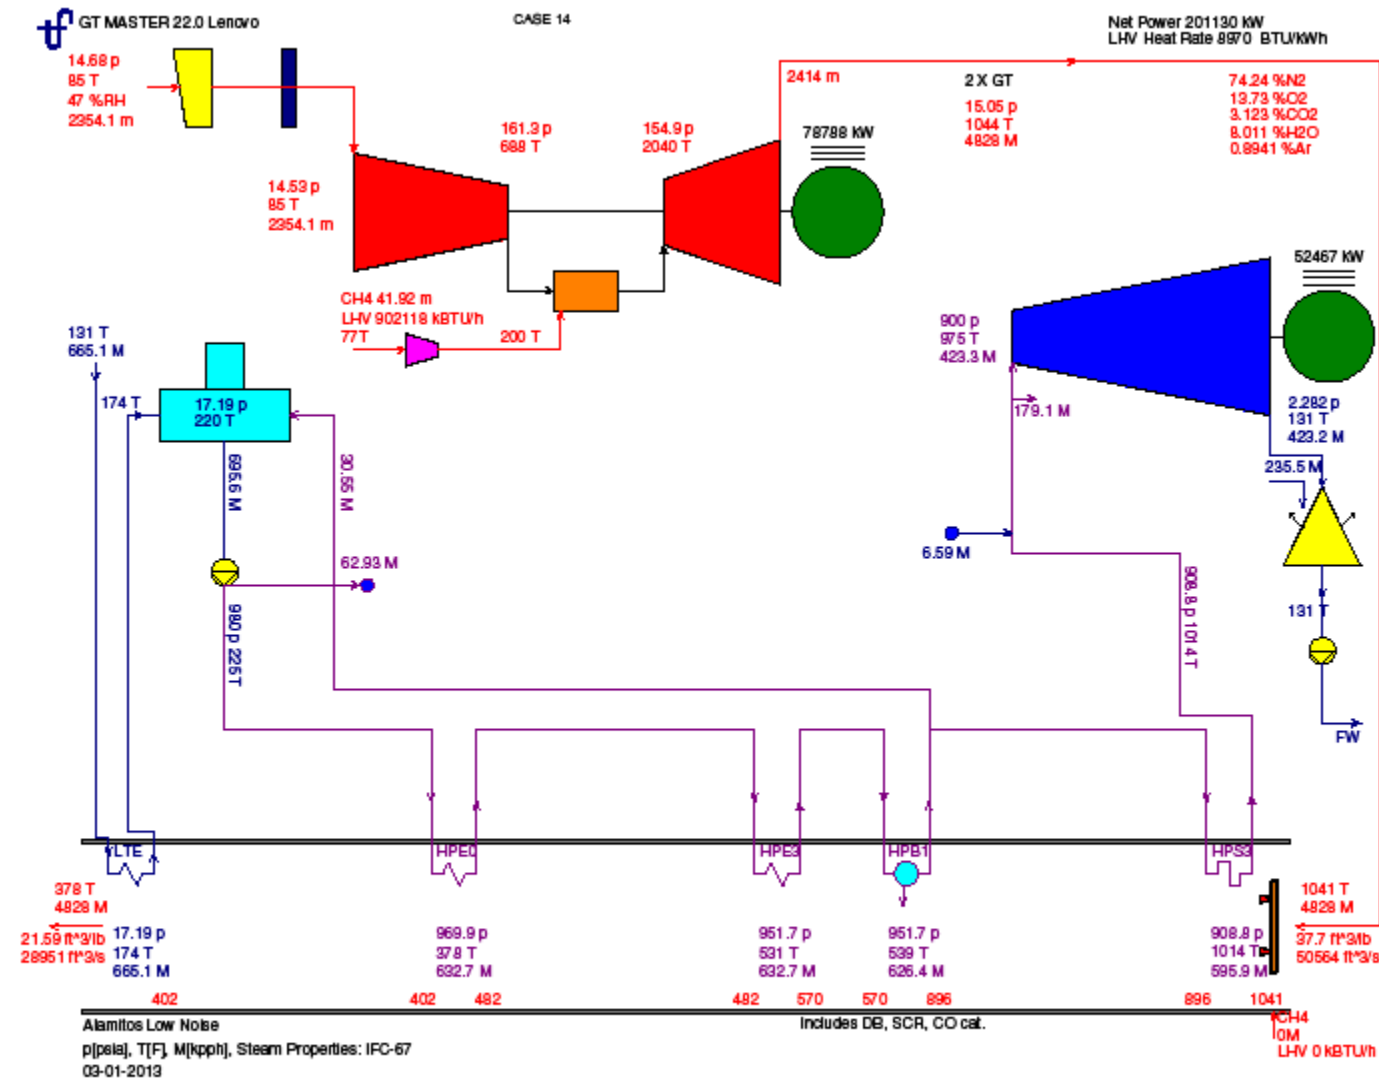 GT MASTER 22.0 Lenovo
CASE 14
Net Power 201130 kW
LHV Heat Rate 8970 BTU/kWh
14.68 p
85 T
47 %RH
2354.1 m
2414 m
2 X GT
15.05 p
1044 T
4828 M
74.24 %N2
13.73 %O2
3.123 %CO2
8.011 %H2O
0.8941 %Ar
161.3 p
688 T
154.9 p
2040 T
78788 kW
14.53 p
85 T
2354.1 m
CH4 41.92 m
LHV 902118 kBTU/h
77T
200 T
52467 kW
900 p
975 T
423.3 M
179.1 M
2.282 p
131 T
423.2 M
235.5 M
131 T
665.1 M
174 T
17.19 p
220 T
695.6 M
30.55 M
62.93 M
980 p 225T
6.59 M
908.8 p 1014T
131 T
FW
LTE
HPE0
HPE3
HPB1
HPS3
378 T
4828 M
21.59 ft^3/lb
28951 ft^3/s
17.19 p
174 T
665.1 M
969.9 p
378 T
632.7 M
951.7 p
531 T
632.7 M
951.7 p
539 T
626.4 M
908.8 p
1014 T
595.9 M
1041 T
4828 M
37.7 ft^3/lb
50564 ft^3/s
402
402
482
482
570
570
896
896
1041
Alamitos Low Noise
Includes DB, SCR, CO cat.
CH4
0M
LHV 0 kBTU/h
p[psia], T[F], M[kpph], Steam Properties: IFC-67
03-01-2013